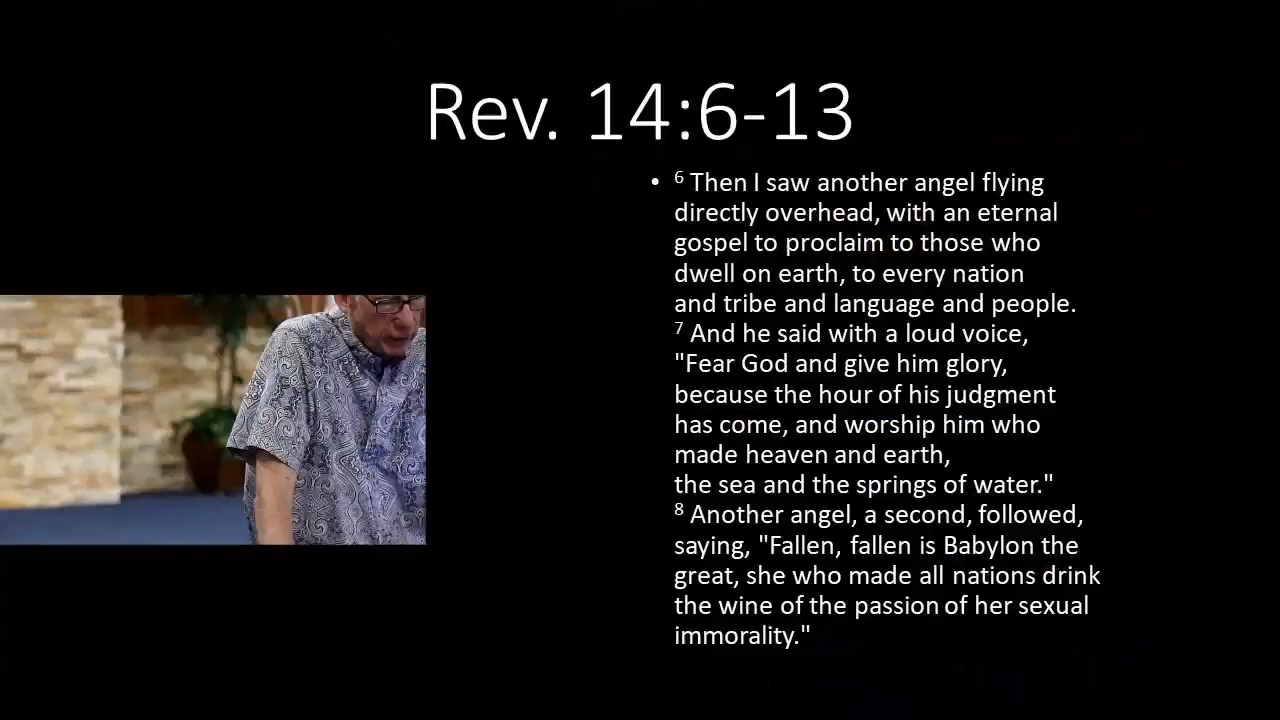 Rev. 14:6-13
• ⁶ Then I saw another angel flying
directly overhead, with an eternal
gospel to proclaim to those who
dwell on earth, to every nation
and tribe and language and people.
⁷ And he said with a loud voice,
"Fear God and give him glory,
because the hour of his judgment
has come, and worship him who
made heaven and earth,
the sea and the springs of water."
⁸ Another angel, a second, followed,
saying, "Fallen, fallen is Babylon the
great, she who made all nations drink
the wine of the passion of her sexual
immorality."